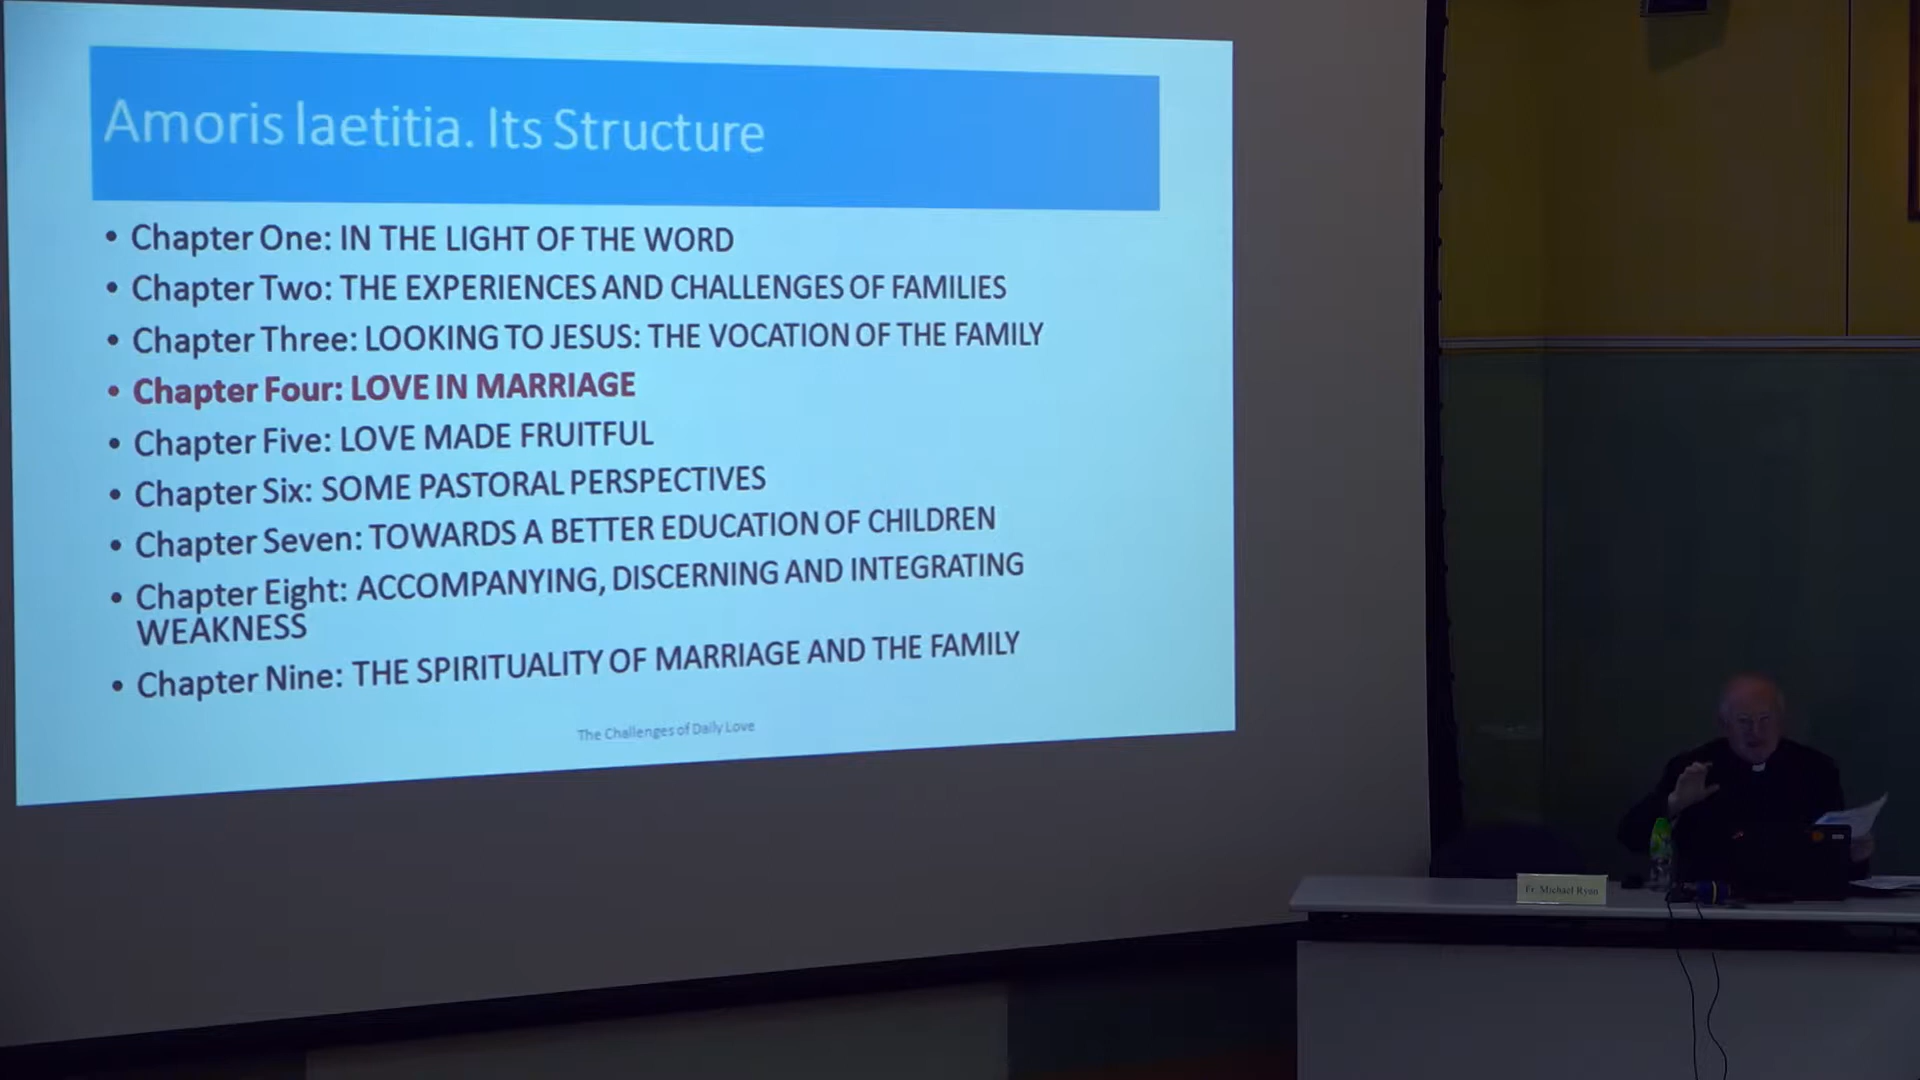 Amoris laetitia. Its Structure
• Chapter One: IN THE LIGHT OF THE WORD
• Chapter Two: THE EXPERIENCES AND CHALLENGES OF FAMILIES
• Chapter Three: LOOKING TO JESUS: THE VOCATION OF THE FAMILY
• Chapter Four: LOVE IN MARRIAGE
• Chapter Five: LOVE MADE FRUITFUL
• Chapter Six: SOME PASTORAL PERSPECTIVES
• Chapter Seven: TOWARDS A BETTER EDUCATION OF CHILDREN
• Chapter Eight: ACCOMPANYING, DISCERNING AND INTEGRATING
WEAKNESS
• Chapter Nine: THE SPIRITUALITY OF MARRIAGE AND THE FAMILY
The Challenges of Daily Love
Fr. Michael Ryan